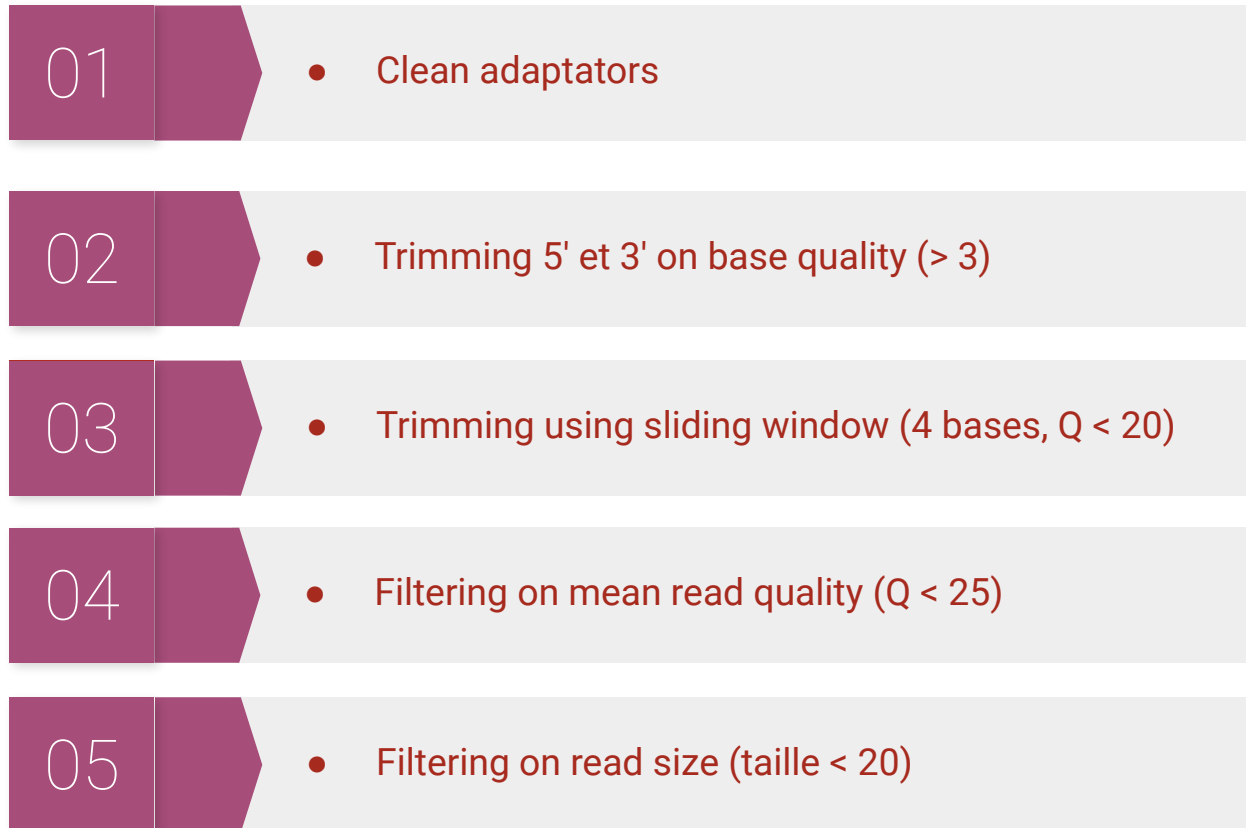 01
• Clean adaptators
02
• Trimming 5' et 3' on base quality (> 3)
03
• Trimming using sliding window (4 bases, Q < 20)
04
• Filtering on mean read quality (Q < 25)
05
• Filtering on read size (taille < 20)